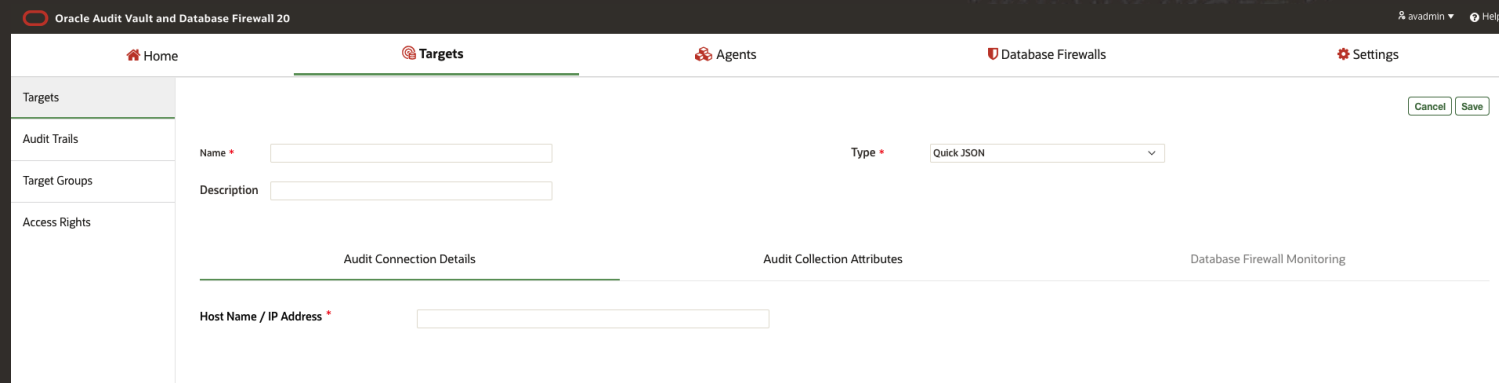 Oracle Audit Vault and Database Firewall 20
avadmin
Help
Home
Targets
Agents
Database Firewalls
Settings
Targets
Audit Trails
Target Groups
Access Rights
Cancel
Save
Name *
Type *
Quick JSON
Description
Audit Connection Details
Audit Collection Attributes
Database Firewall Monitoring
Host Name / IP Address *